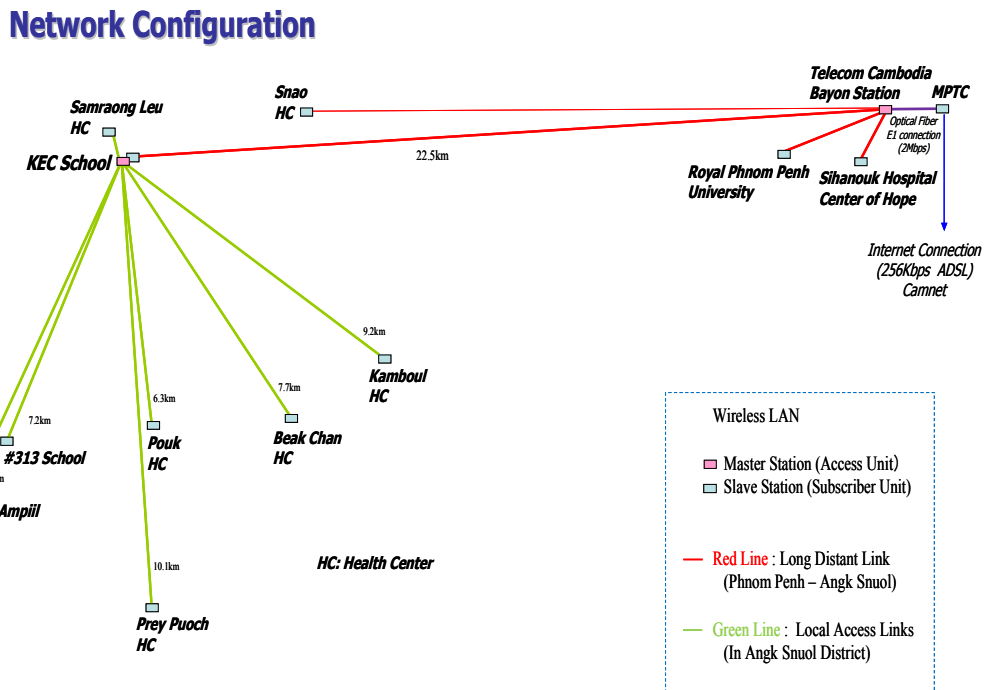 Network Configuration
Telecom Cambodia
Bayon Station
MPTC
Snao
HC
Samraong Leu
HC
Optical Fiber
E1 connection
(2Mbps)
KEC School
22.5km
Royal Phnom Penh
University
Sihanouk Hospital
Center of Hope
Internet Connection
(256Kbps ADSL)
Camnet
9.2km
Kamboul
HC
7.7km
6.3km
7.2km
Beak Chan
HC
Pouk
HC
#313 School
Ampiil
10.1km
Prey Puoch
HC
HC: Health Center
Wireless LAN
Master Station (Access Unit)
Slave Station (Subscriber Unit)
Red Line : Long Distant Link
(Phnom Penh – Angk Snuol)
Green Line : Local Access Links
(In Angk Snuol District)